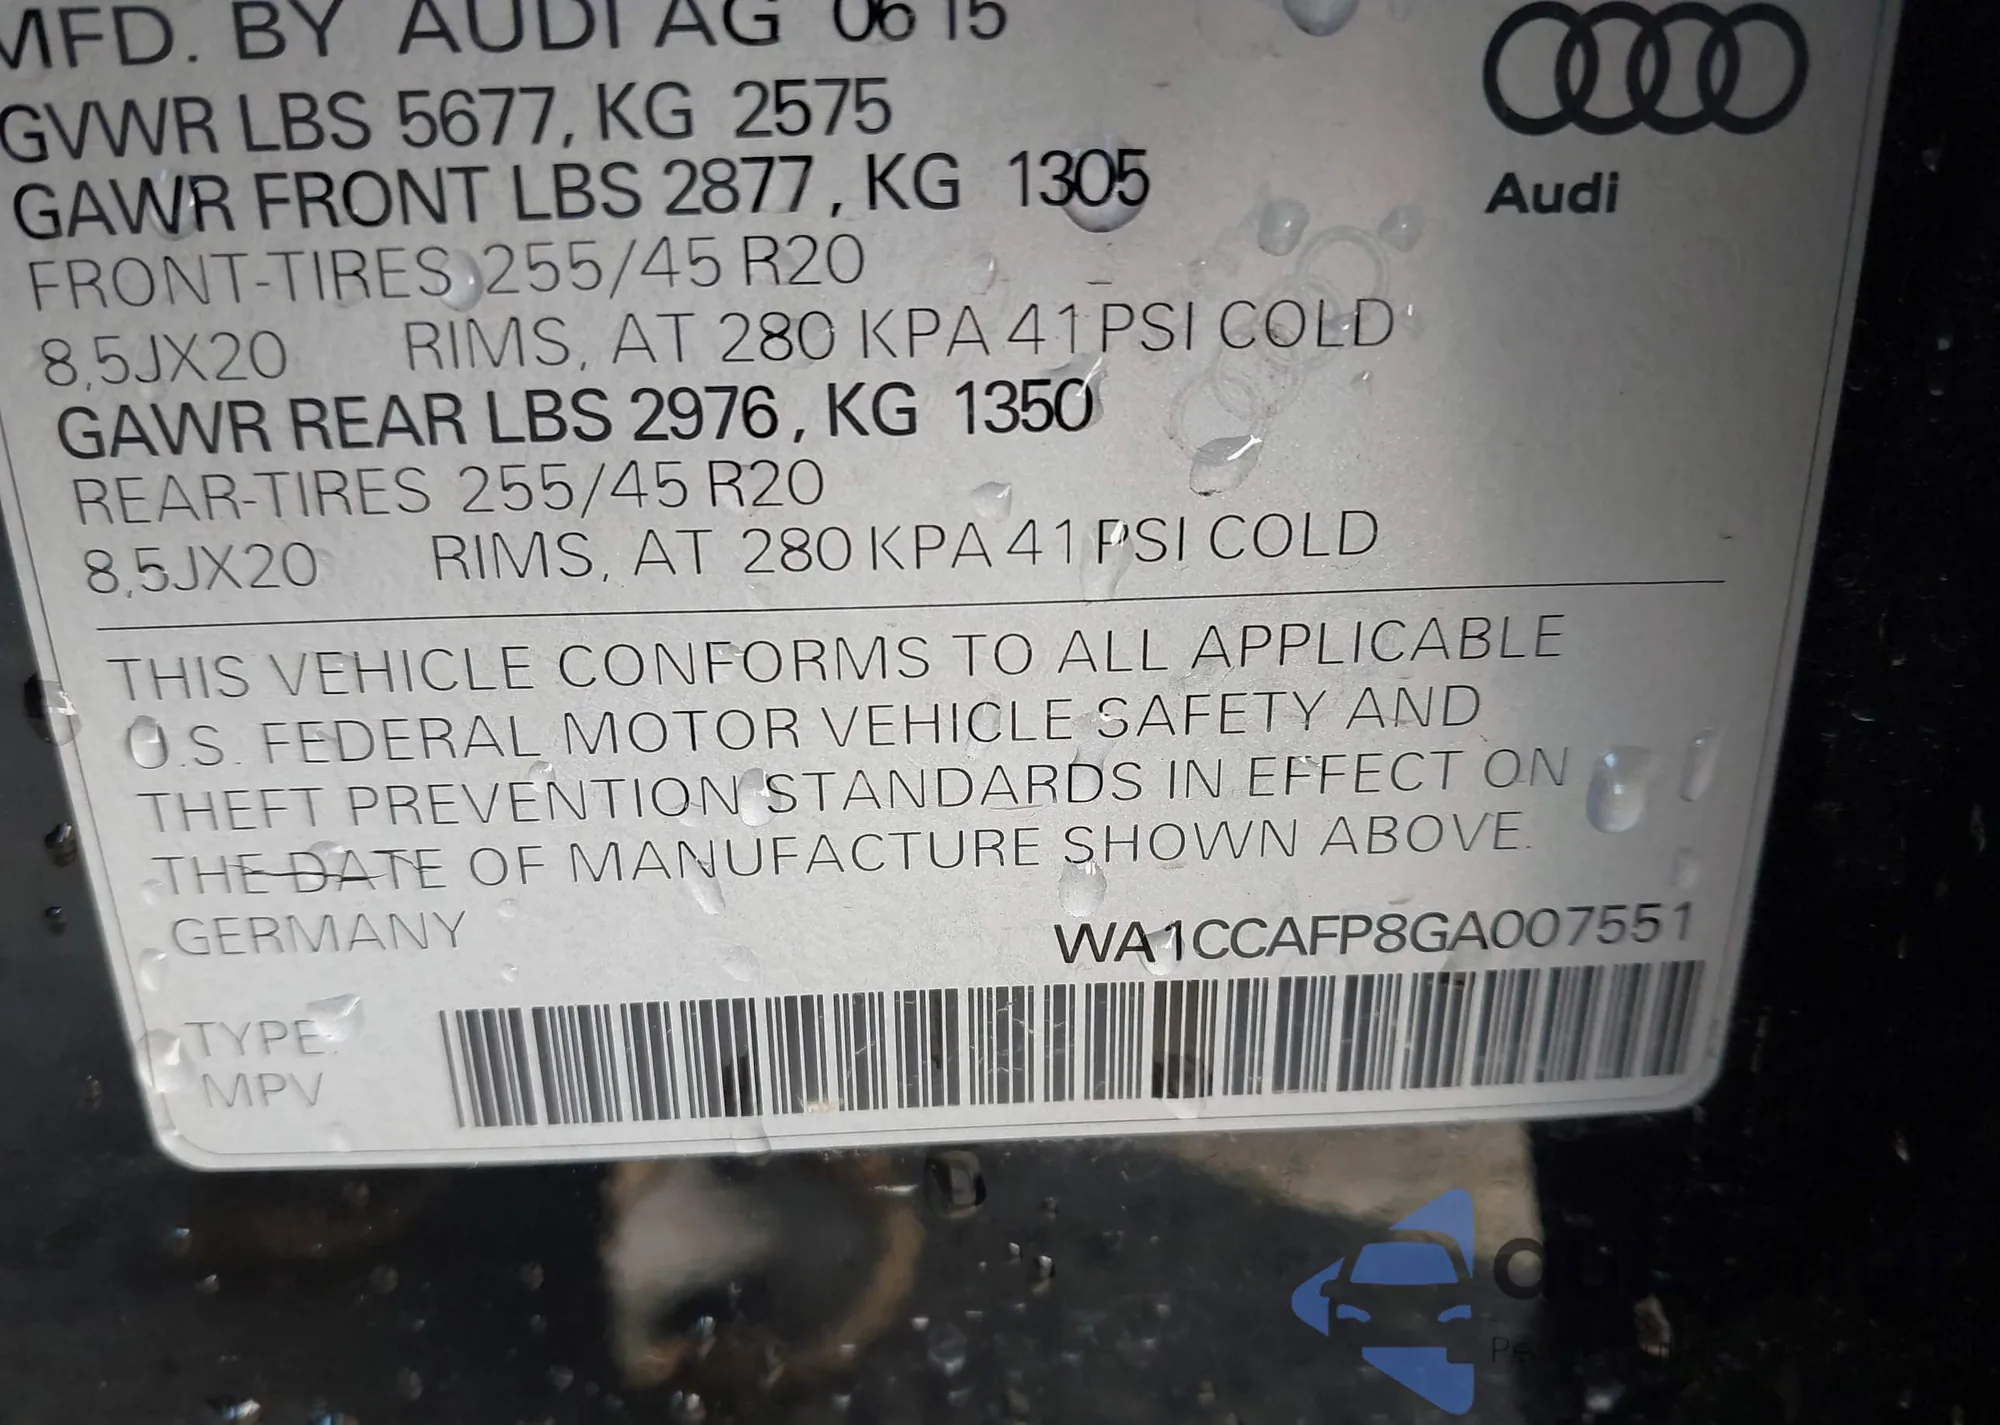 MFD. BY AUDI AG 06 15
GVWR LBS 5677, KG 2575
GAWR FRONT LBS 2877, KG 1305
FRONT-TIRES 255/45 R20
8,5JX20 RIMS, AT 280 KPA 41 PSI COLD
GAWR REAR LBS 2976, KG 1350
REAR-TIRES 255/45 R20
8,5JX20 RIMS, AT 280 KPA 41 PSI COLD
Audi
THIS VEHICLE CONFORMS TO ALL APPLICABLE
U.S. FEDERAL MOTOR VEHICLE SAFETY AND
THEFT PREVENTION STANDARDS IN EFFECT ON
THE DATE OF MANUFACTURE SHOWN ABOVE.
GERMANY WA1CCAFP8GA007551
TYPE:
MPV